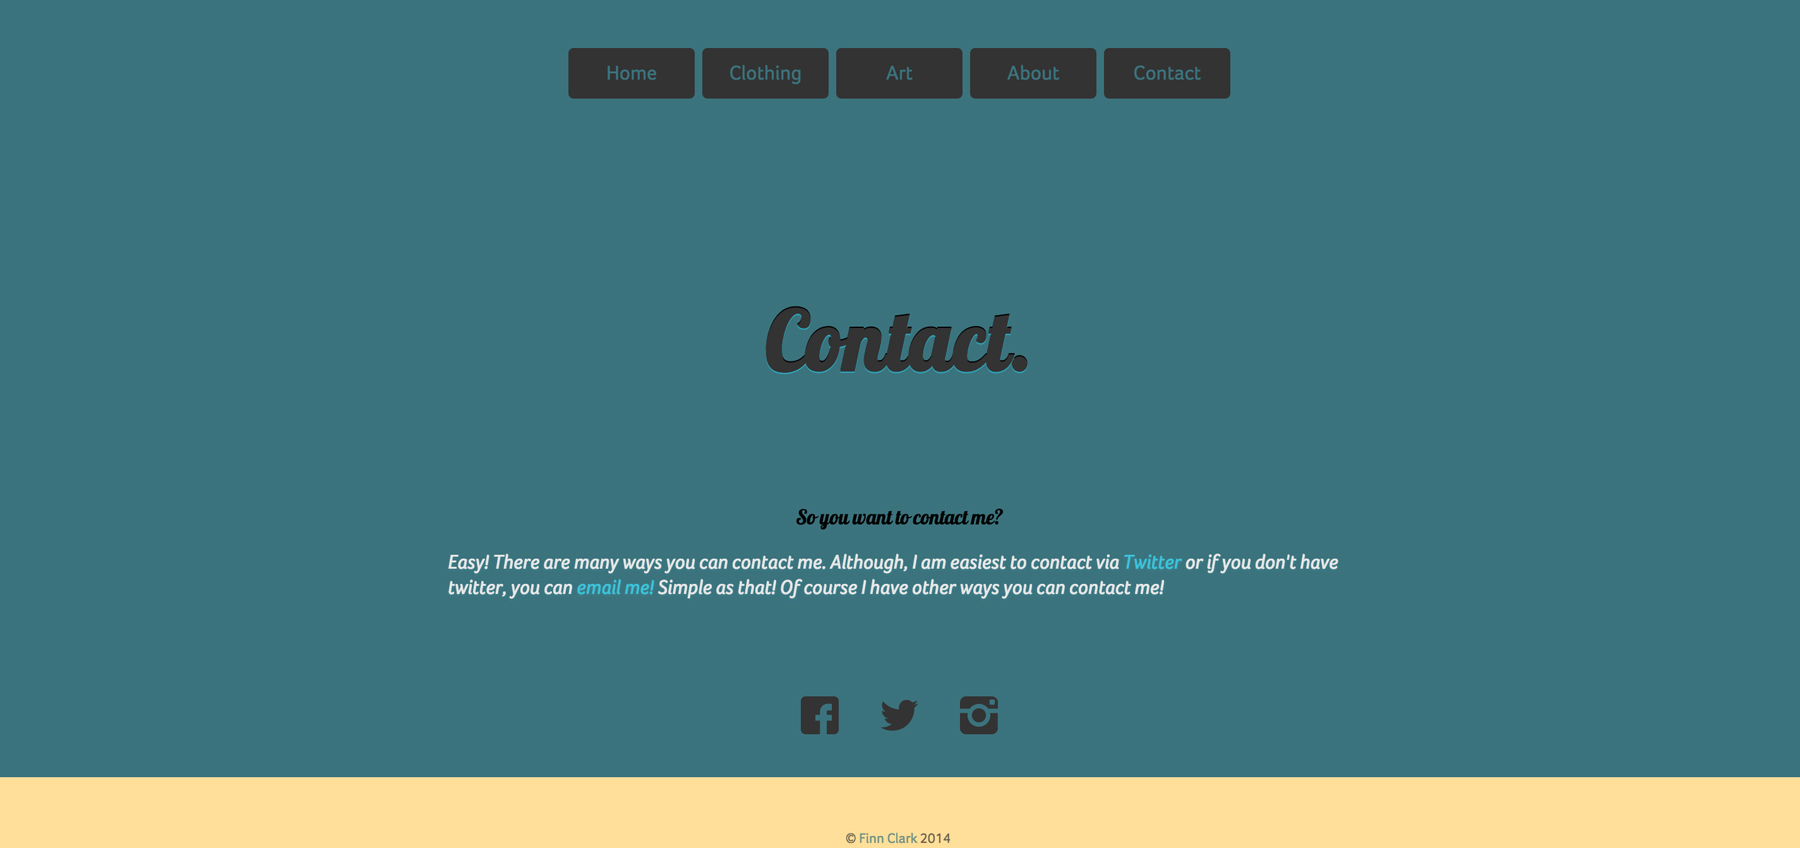 Home Clothing Art About Contact
Contact.
So you want to contact me?
Easy! There are many ways you can contact me. Although, I am easiest to contact via Twitter or if you don't have
twitter, you can email me! Simple as that! Of course I have other ways you can contact me!
© Finn Clark 2014